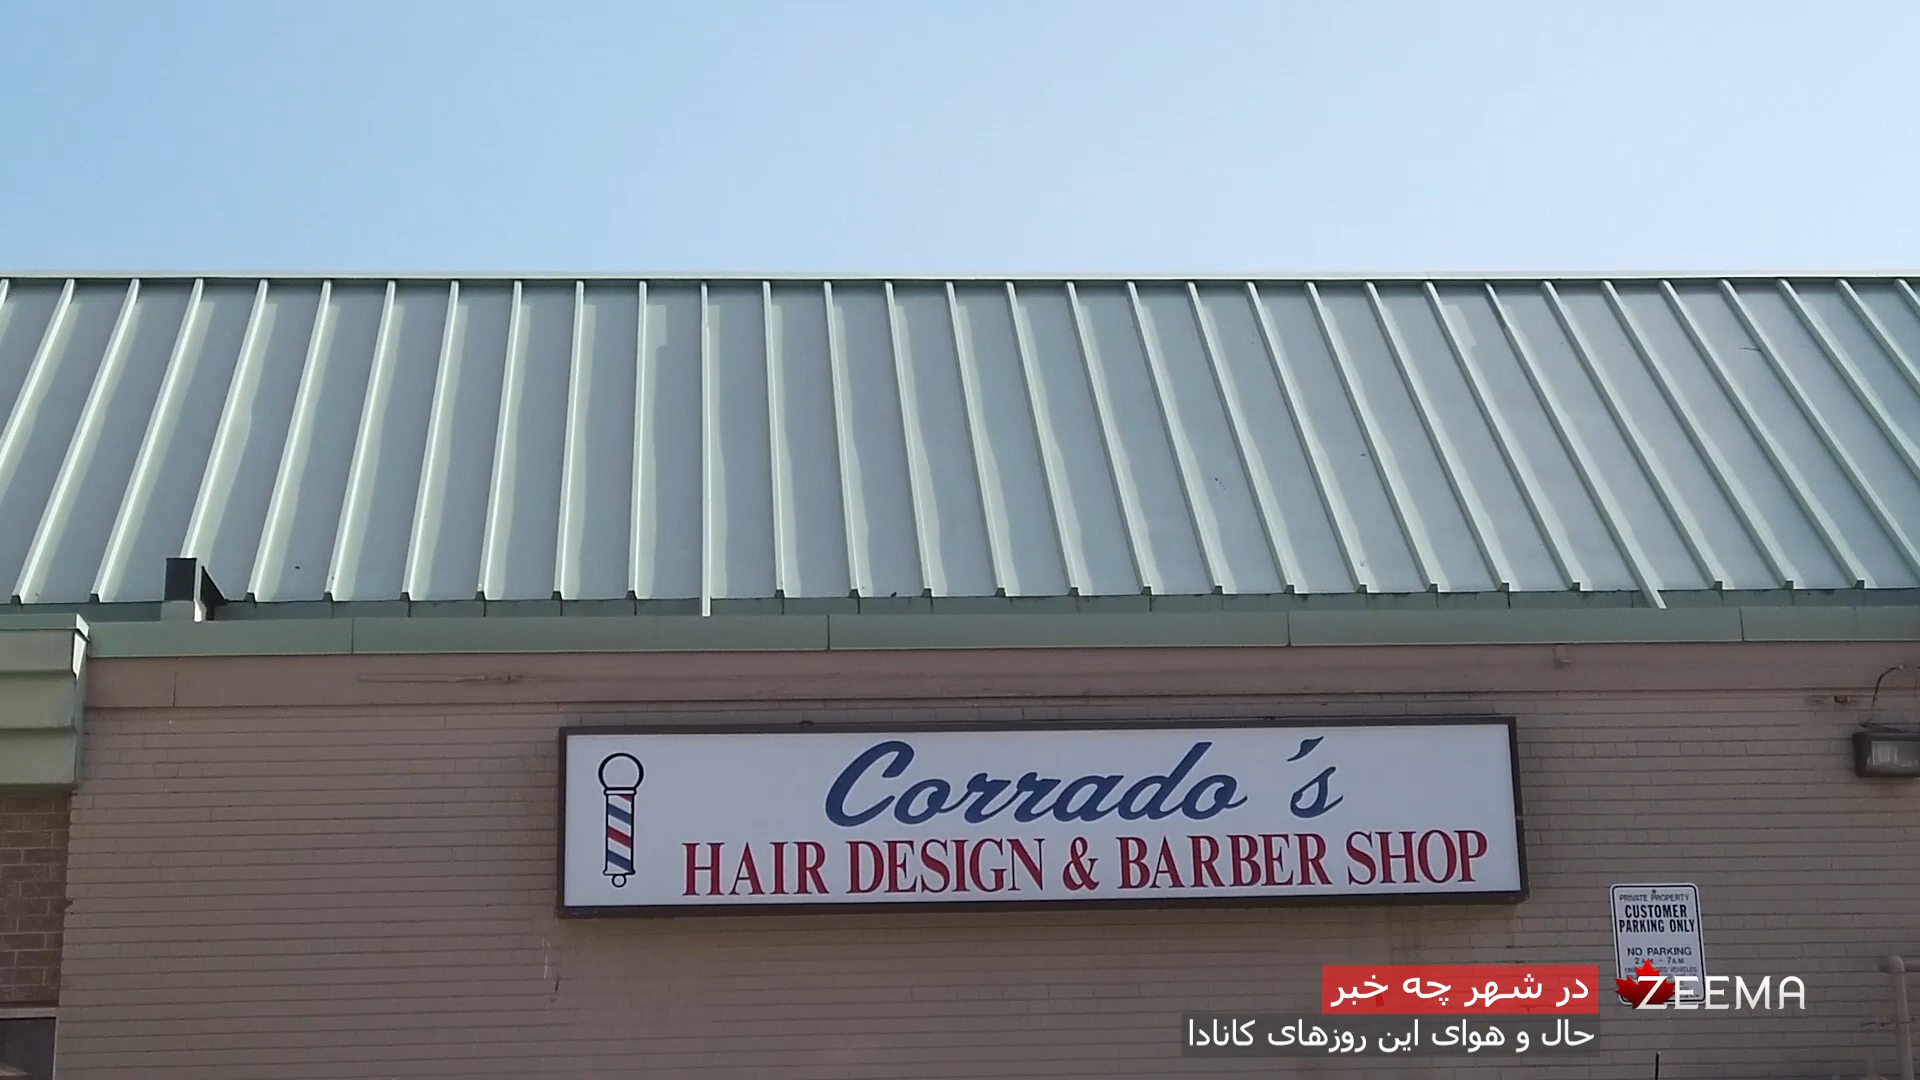 Corrado's
HAIR DESIGN & BARBER SHOP
PRIVATE PROPERTY
CUSTOMER
PARKING ONLY
NO PARKING
در شهر چه خبر
ZEEMA
حال و هوای این روزهای کانادا